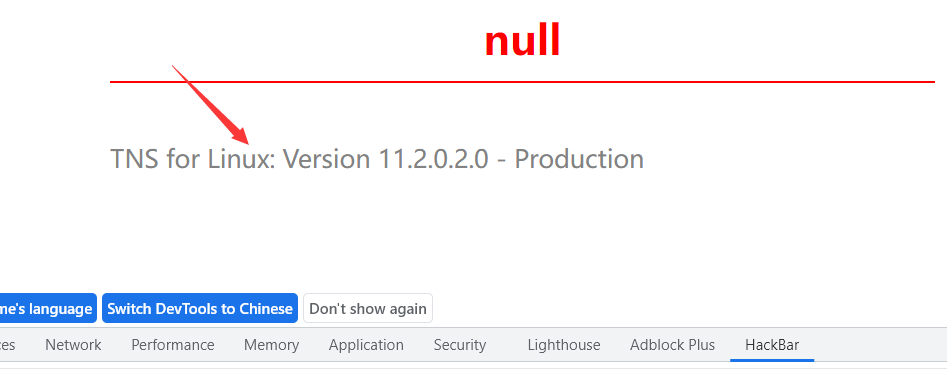 null
TNS for Linux: Version 11.2.0.2.0 - Production
me's language Switch DevTools to Chinese Don't show again
ces Network Performance Memory Application Security Lighthouse Adblock Plus HackBar